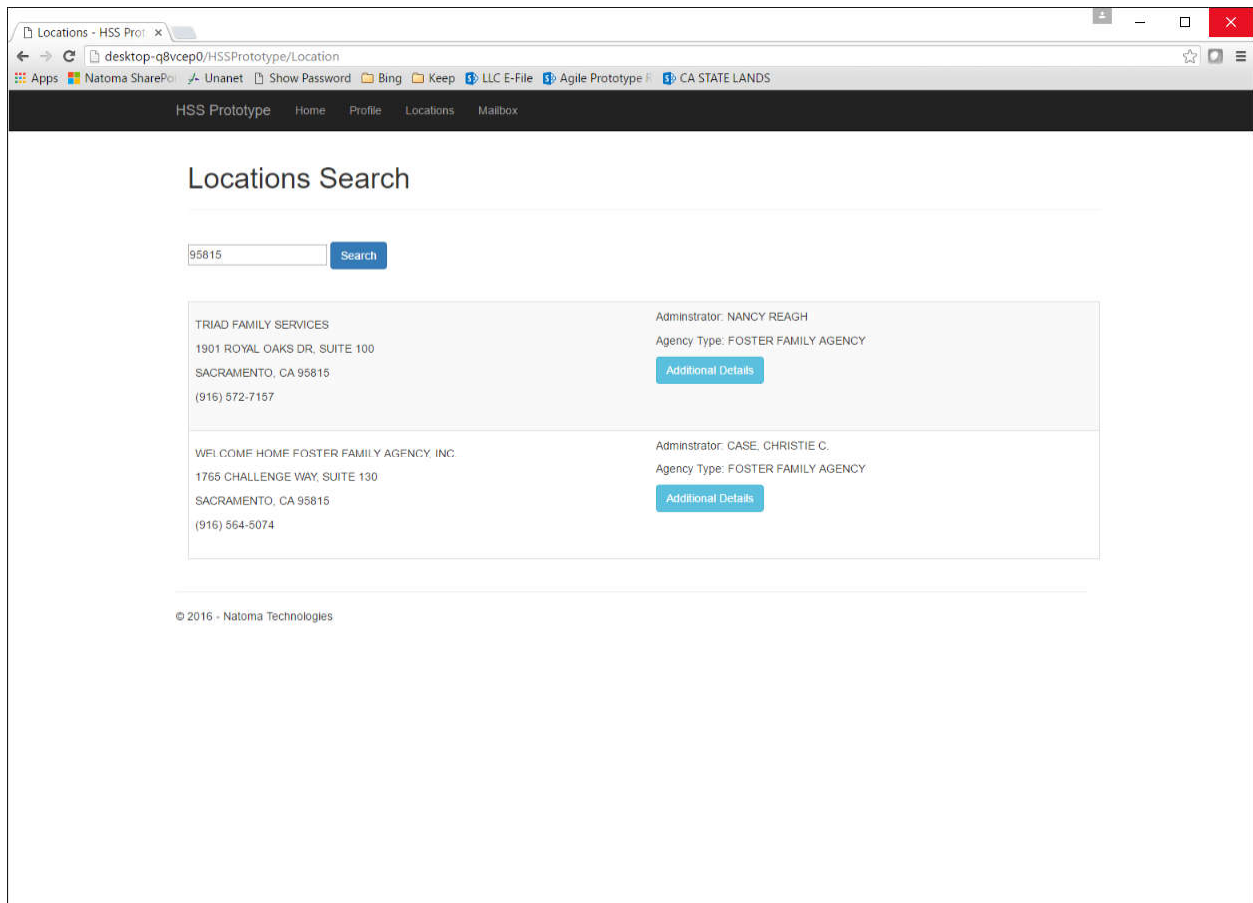 Locations - HSS Prot
desktop-q8vcep0/HSSPrototype/Location
Apps Natoma SharePoi Unanet Show Password Bing Keep LLC E-File Agile Prototype R CA STATE LANDS
HSS Prototype Home Profile Locations Mailbox
Locations Search
95815 Search
TRIAD FAMILY SERVICES
1901 ROYAL OAKS DR, SUITE 100
SACRAMENTO, CA 95815
(916) 572-7157
Adminstrator: NANCY REAGH
Agency Type: FOSTER FAMILY AGENCY
Additional Details
WELCOME HOME FOSTER FAMILY AGENCY, INC
1765 CHALLENGE WAY, SUITE 130
SACRAMENTO, CA 95815
(916) 564-5074
Adminstrator: CASE, CHRISTIE C.
Agency Type: FOSTER FAMILY AGENCY
Additional Details
© 2016 - Natoma Technologies